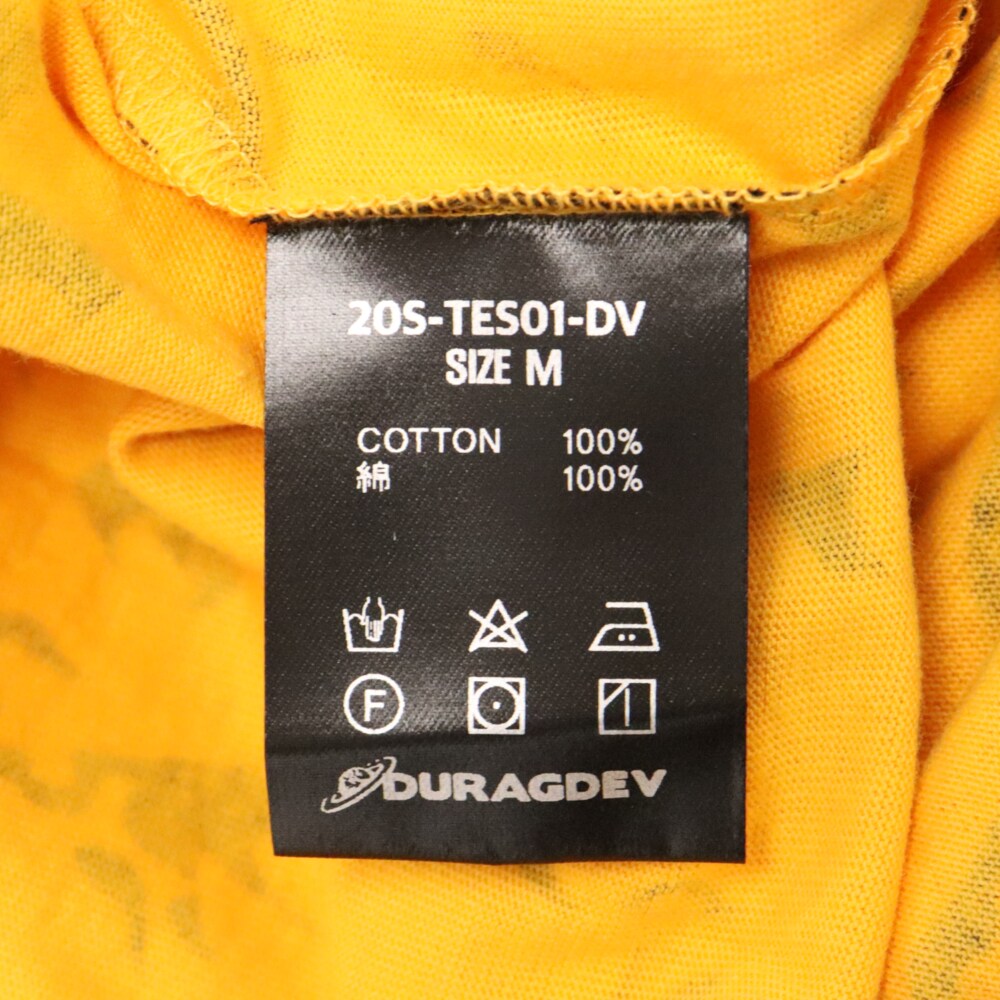 20S-TES01-DV
SIZE M
COTTON 100%
綿 100%
F
DURAGDEV